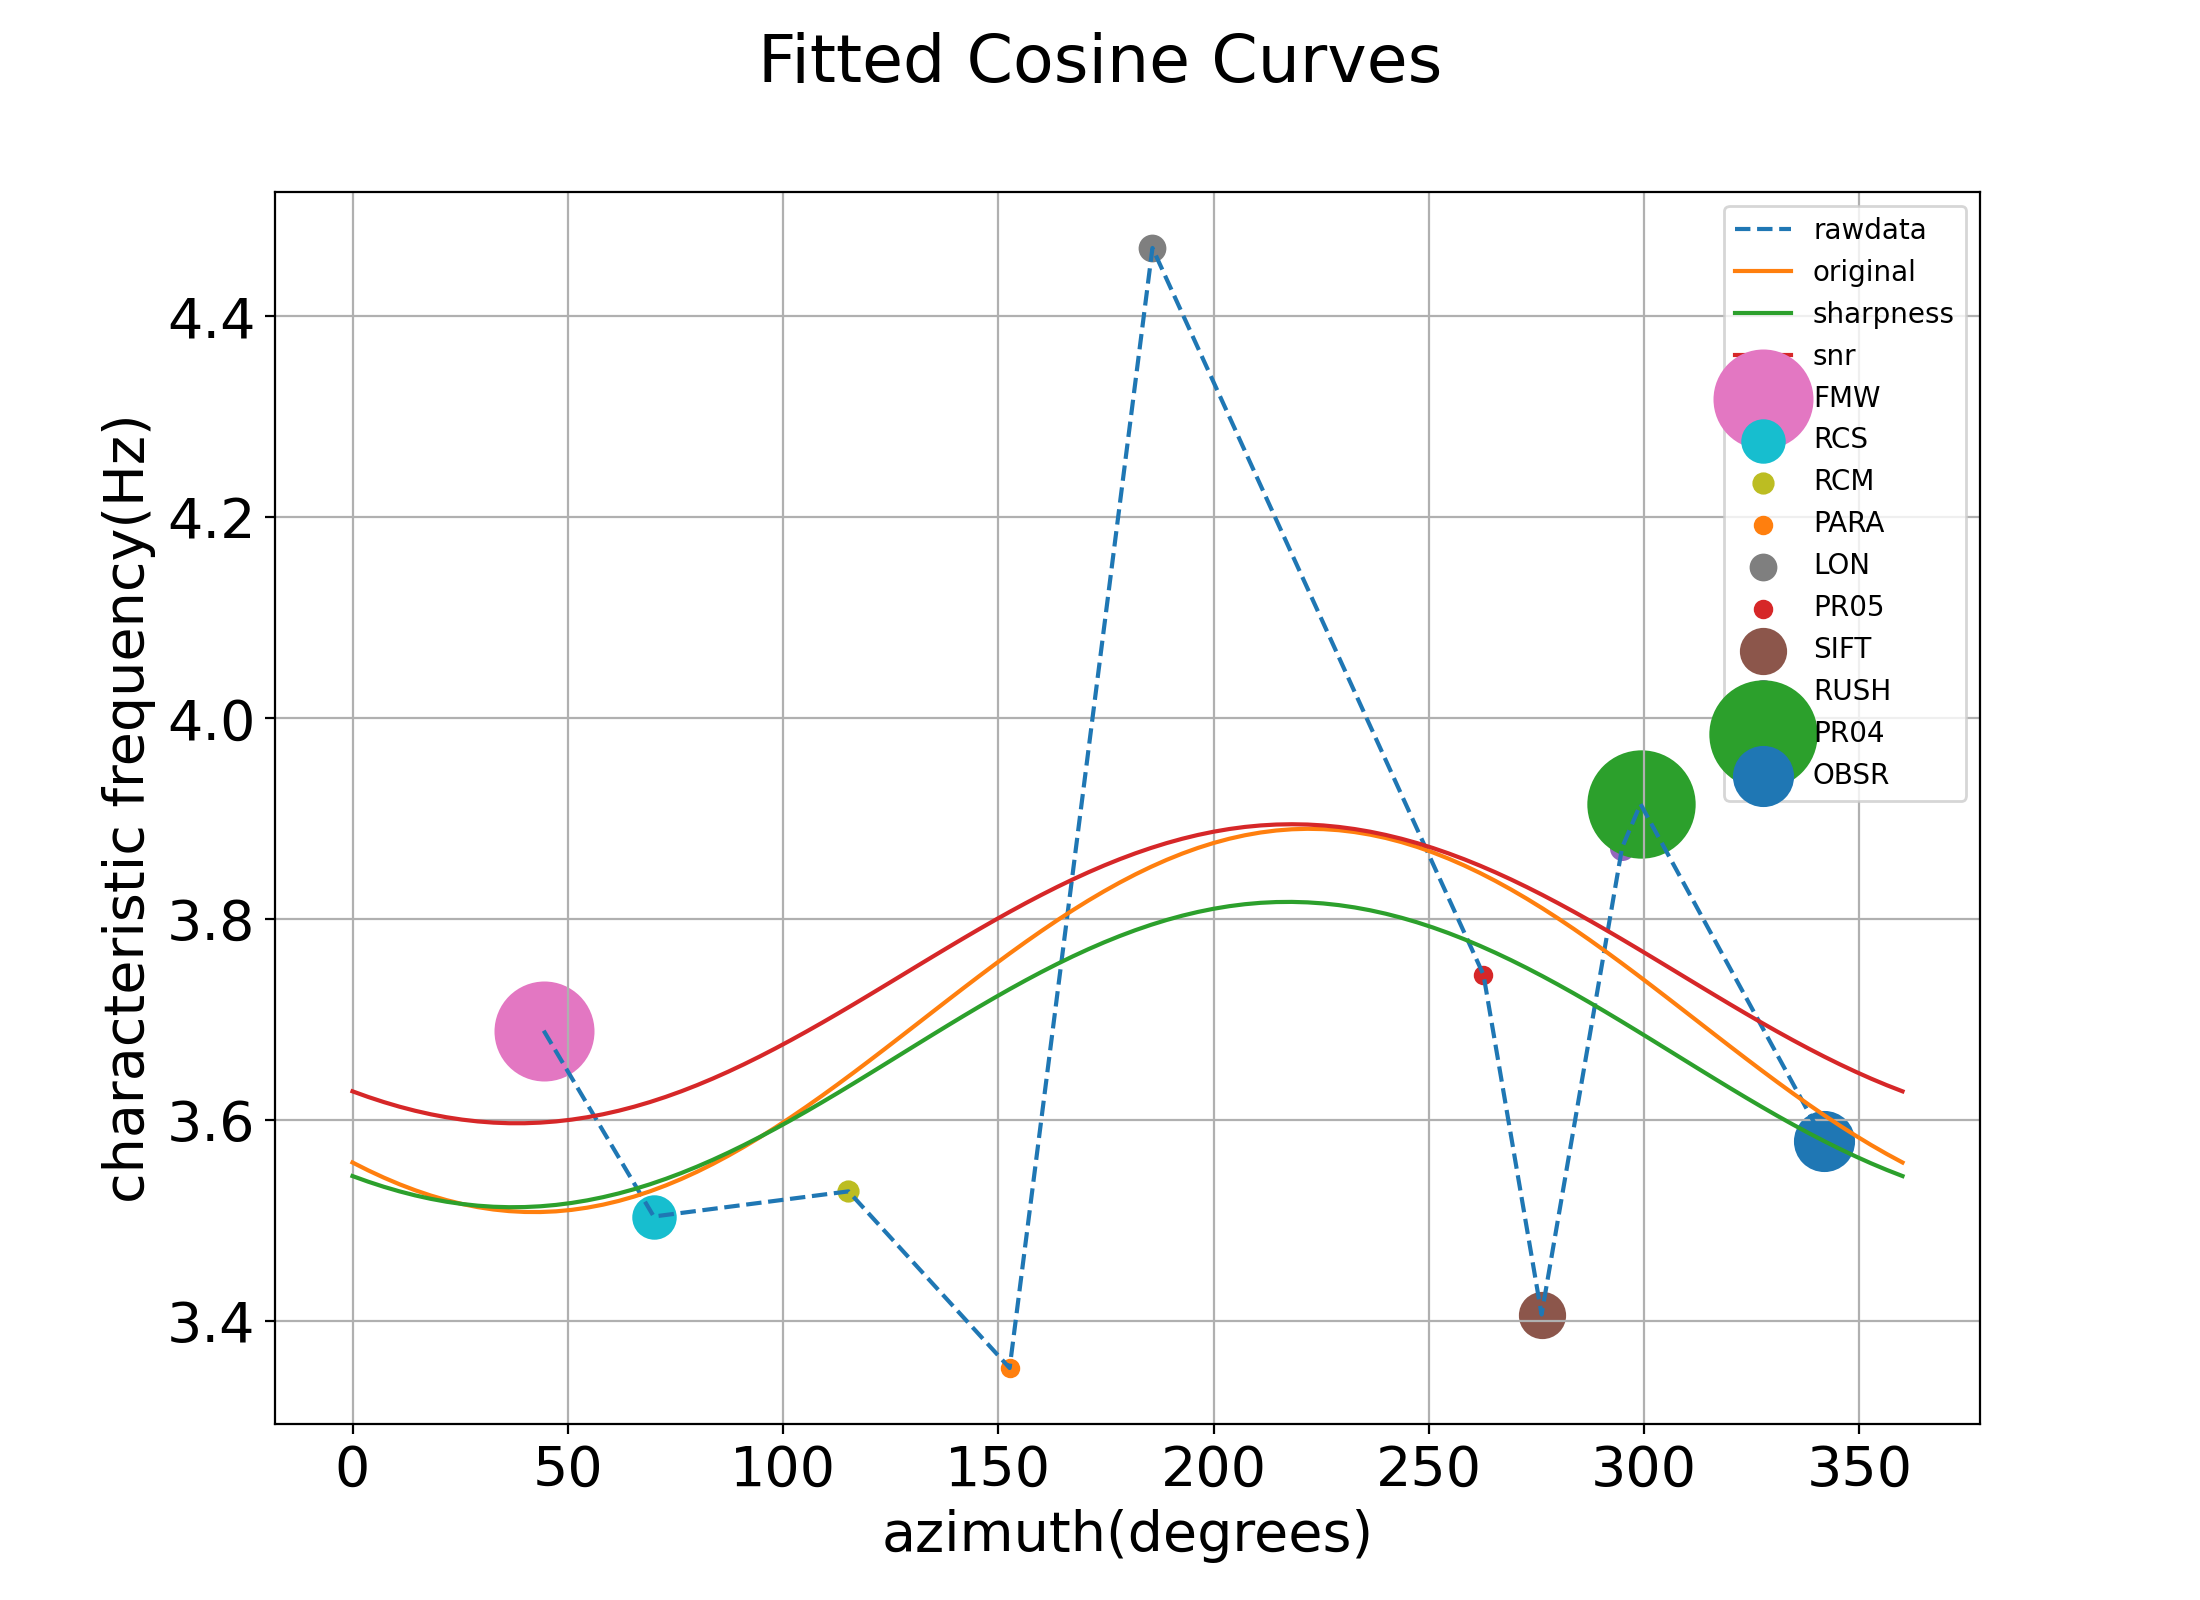 Fitted Cosine Curves
characteristic frequency(Hz)
4.4
4.2
4.0
3.8
3.6
3.4
rawdata
original
sharpness
snr
FMW
RCS
RCM
PARA
LON
PR05
SIFT
RUSH
PR04
OBSR
0 50 100 150 200 250 300 350
azimuth(degrees)